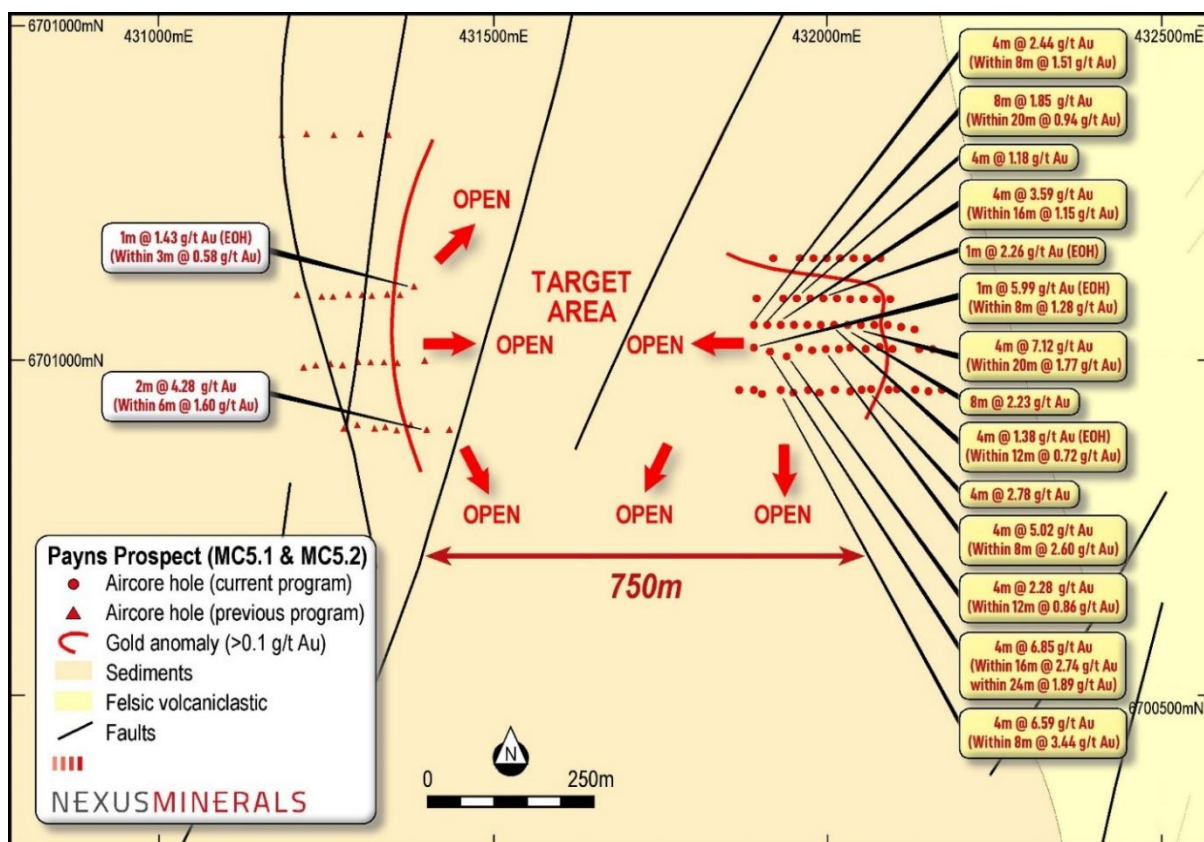 6701000mN
431000mE
431500mE
432000mE
432500mE
4m @ 2.44 g/t Au
(Within 8m @ 1.51 g/t Au)
8m @ 1.85 g/t Au
(Within 20m @ 0.94 g/t Au)
4m @ 1.18 g/t Au
4m @ 3.59 g/t Au
(Within 16m @ 1.15 g/t Au)
1m @ 2.26 g/t Au (EOH)
1m @ 5.99 g/t Au (EOH)
(Within 8m @ 1.28 g/t Au)
4m @ 7.12 g/t Au
(Within 20m @ 1.77 g/t Au)
8m @ 2.23 g/t Au
4m @ 1.38 g/t Au (EOH)
(Within 12m @ 0.72 g/t Au)
4m @ 2.78 g/t Au
4m @ 5.02 g/t Au
(Within 8m @ 2.60 g/t Au)
4m @ 2.28 g/t Au
(Within 12m @ 0.86 g/t Au)
4m @ 6.85 g/t Au
(Within 16m @ 2.74 g/t Au
within 24m @ 1.89 g/t Au)
4m @ 6.59 g/t Au
(Within 8m @ 3.44 g/t Au)
1m @ 1.43 g/t Au (EOH)
(Within 3m @ 0.58 g/t Au)
OPEN
TARGET
AREA
OPEN
OPEN
6701000mN
2m @ 4.28 g/t Au
(Within 6m @ 1.60 g/t Au)
OPEN
OPEN
OPEN
750m
6700500mN
Payns Prospect (MC5.1 & MC5.2)
Aircore hole (current program)
Aircore hole (previous program)
Gold anomaly (>0.1 g/t Au)
Sediments
Felsic volcaniclastic
Faults
NEXUSMINERALS
N
0
250m